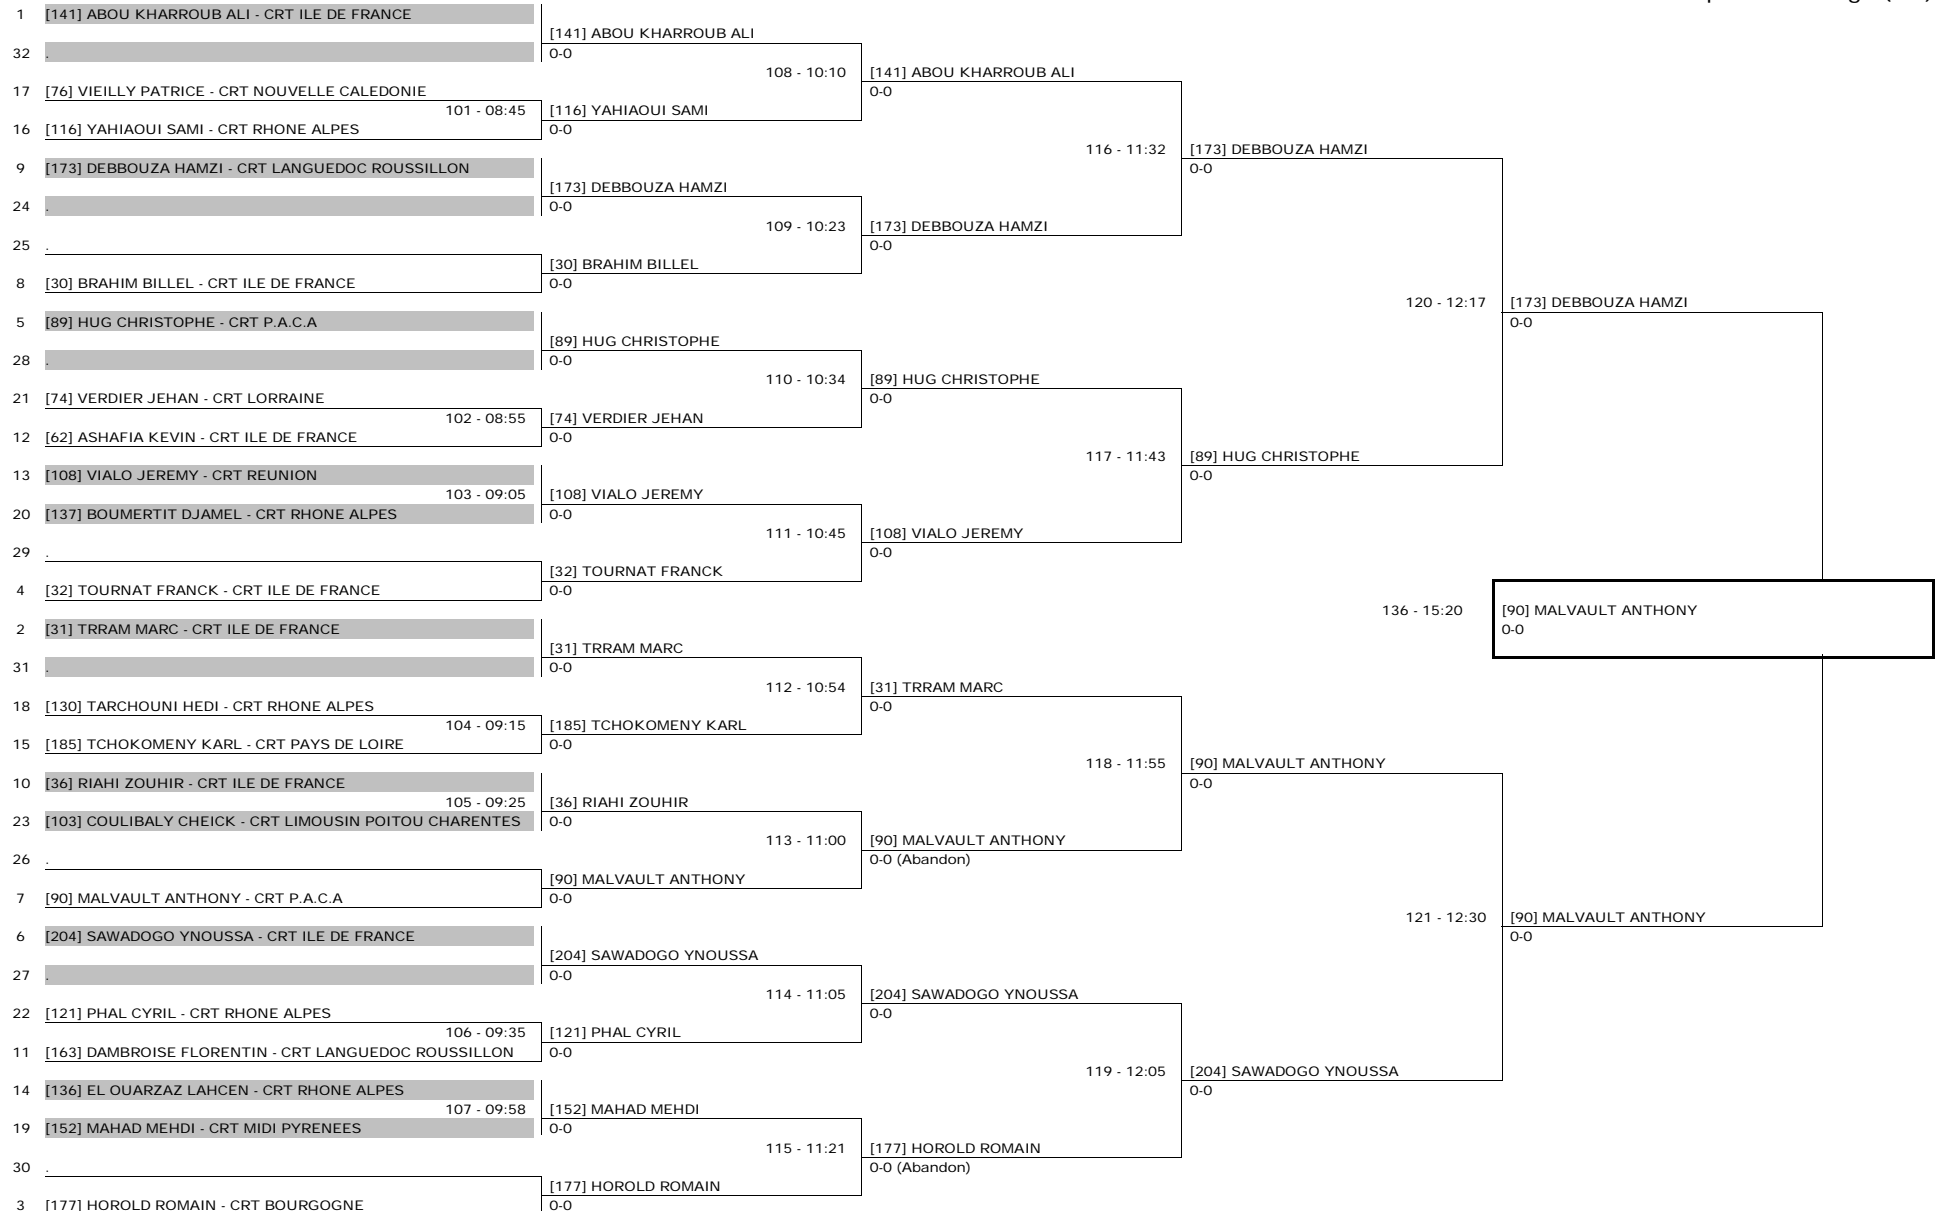 1 [141] ABOU KHARROUB ALI - CRT ILE DE FRANCE
[141] ABOU KHARROUB ALI
32 .
0-0
108 - 10:10
[141] ABOU KHARROUB ALI
17 [76] VIEILLY PATRICE - CRT NOUVELLE CALEDONIE
0-0
101 - 08:45
[116] YAHIAOUI SAMI
16 [116] YAHIAOUI SAMI - CRT RHONE ALPES
0-0
116 - 11:32
[173] DEBBOUZA HAMZI
9 [173] DEBBOUZA HAMZI - CRT LANGUEDOC ROUSSILLON
0-0
[173] DEBBOUZA HAMZI
24 .
0-0
109 - 10:23
[173] DEBBOUZA HAMZI
25 .
0-0
[30] BRAHIM BILLEL
8 [30] BRAHIM BILLEL - CRT ILE DE FRANCE
0-0
120 - 12:17
[173] DEBBOUZA HAMZI
5 [89] HUG CHRISTOPHE - CRT P.A.C.A
0-0
[89] HUG CHRISTOPHE
28 .
0-0
110 - 10:34
[89] HUG CHRISTOPHE
21 [74] VERDIER JEHAN - CRT LORRAINE
0-0
102 - 08:55
[74] VERDIER JEHAN
12 [62] ASHAFIA KEVIN - CRT ILE DE FRANCE
0-0
117 - 11:43
[89] HUG CHRISTOPHE
13 [108] VIALO JEREMY - CRT REUNION
0-0
103 - 09:05
[108] VIALO JEREMY
20 [137] BOUMERTIT DJAMEL - CRT RHONE ALPES
0-0
111 - 10:45
[108] VIALO JEREMY
29 .
0-0
[32] TOURNAT FRANCK
4 [32] TOURNAT FRANCK - CRT ILE DE FRANCE
0-0
136 - 15:20
[90] MALVAULT ANTHONY
2 [31] TRRAM MARC - CRT ILE DE FRANCE
0-0
[31] TRRAM MARC
31 .
0-0
112 - 10:54
[31] TRRAM MARC
18 [130] TARCHOUNI HEDI - CRT RHONE ALPES
0-0
104 - 09:15
[185] TCHOKOMENY KARL
15 [185] TCHOKOMENY KARL - CRT PAYS DE LOIRE
0-0
118 - 11:55
[90] MALVAULT ANTHONY
10 [36] RIAHI ZOUHIR - CRT ILE DE FRANCE
0-0
105 - 09:25
[36] RIAHI ZOUHIR
23 [103] COULIBALY CHEICK - CRT LIMOUSIN POITOU CHARENTES
0-0
113 - 11:00
[90] MALVAULT ANTHONY
26 .
0-0 (Abandon)
[90] MALVAULT ANTHONY
7 [90] MALVAULT ANTHONY - CRT P.A.C.A
0-0
121 - 12:30
[90] MALVAULT ANTHONY
6 [204] SAWADOGO YNOUSSA - CRT ILE DE FRANCE
0-0
[204] SAWADOGO YNOUSSA
27 .
0-0
114 - 11:05
[204] SAWADOGO YNOUSSA
22 [121] PHAL CYRIL - CRT RHONE ALPES
0-0
106 - 09:35
[121] PHAL CYRIL
11 [163] DAMBROISE FLORENTIN - CRT LANGUEDOC ROUSSILLON
0-0
119 - 12:05
[204] SAWADOGO YNOUSSA
14 [136] EL OUARZAZ LAHCEN - CRT RHONE ALPES
0-0
107 - 09:58
[152] MAHAD MEHDI
19 [152] MAHAD MEHDI - CRT MIDI PYRENEES
0-0
115 - 11:21
[177] HOROLD ROMAIN
30 .
0-0 (Abandon)
[177] HOROLD ROMAIN
3 [177] HOROLD ROMAIN - CRT BOURGOGNE
0-0